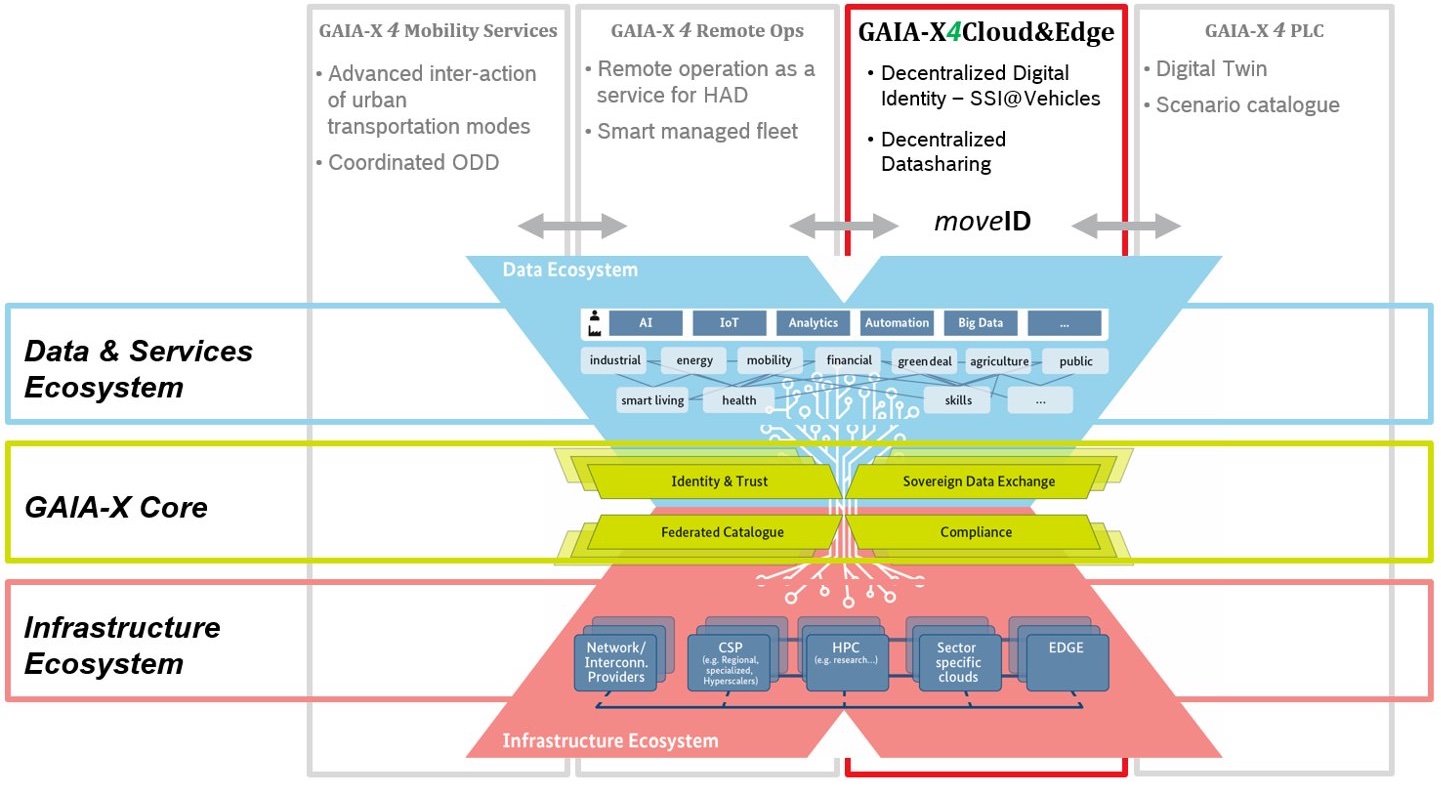 GAIA-X 4 Mobility Services
• Advanced inter-action
of urban
transportation modes
• Coordinated ODD
GAIA-X 4 Remote Ops
• Remote operation as a
service for HAD
• Smart managed fleet
GAIA-X4Cloud&Edge
• Decentralized Digital
Identity – SSI@Vehicles
• Decentralized
Datasharing
moveID
GAIA-X 4 PLC
• Digital Twin
• Scenario catalogue
Data Ecosystem
Data & Services
Ecosystem
AI
IoT
Analytics
Automation
Big Data
...
industrial
energy
mobility
financial
green deal
agriculture
public
smart living
health
skills
...
GAIA-X Core
Identity & Trust
Sovereign Data Exchange
Federated Catalogue
Compliance
Infrastructure
Ecosystem
Network/
Interconn.
Providers
CSP
(e.g. Regional,
specialized,
Hyperscalers)
HPC
(e.g. research...)
Sector
specific
clouds
EDGE
Infrastructure Ecosystem